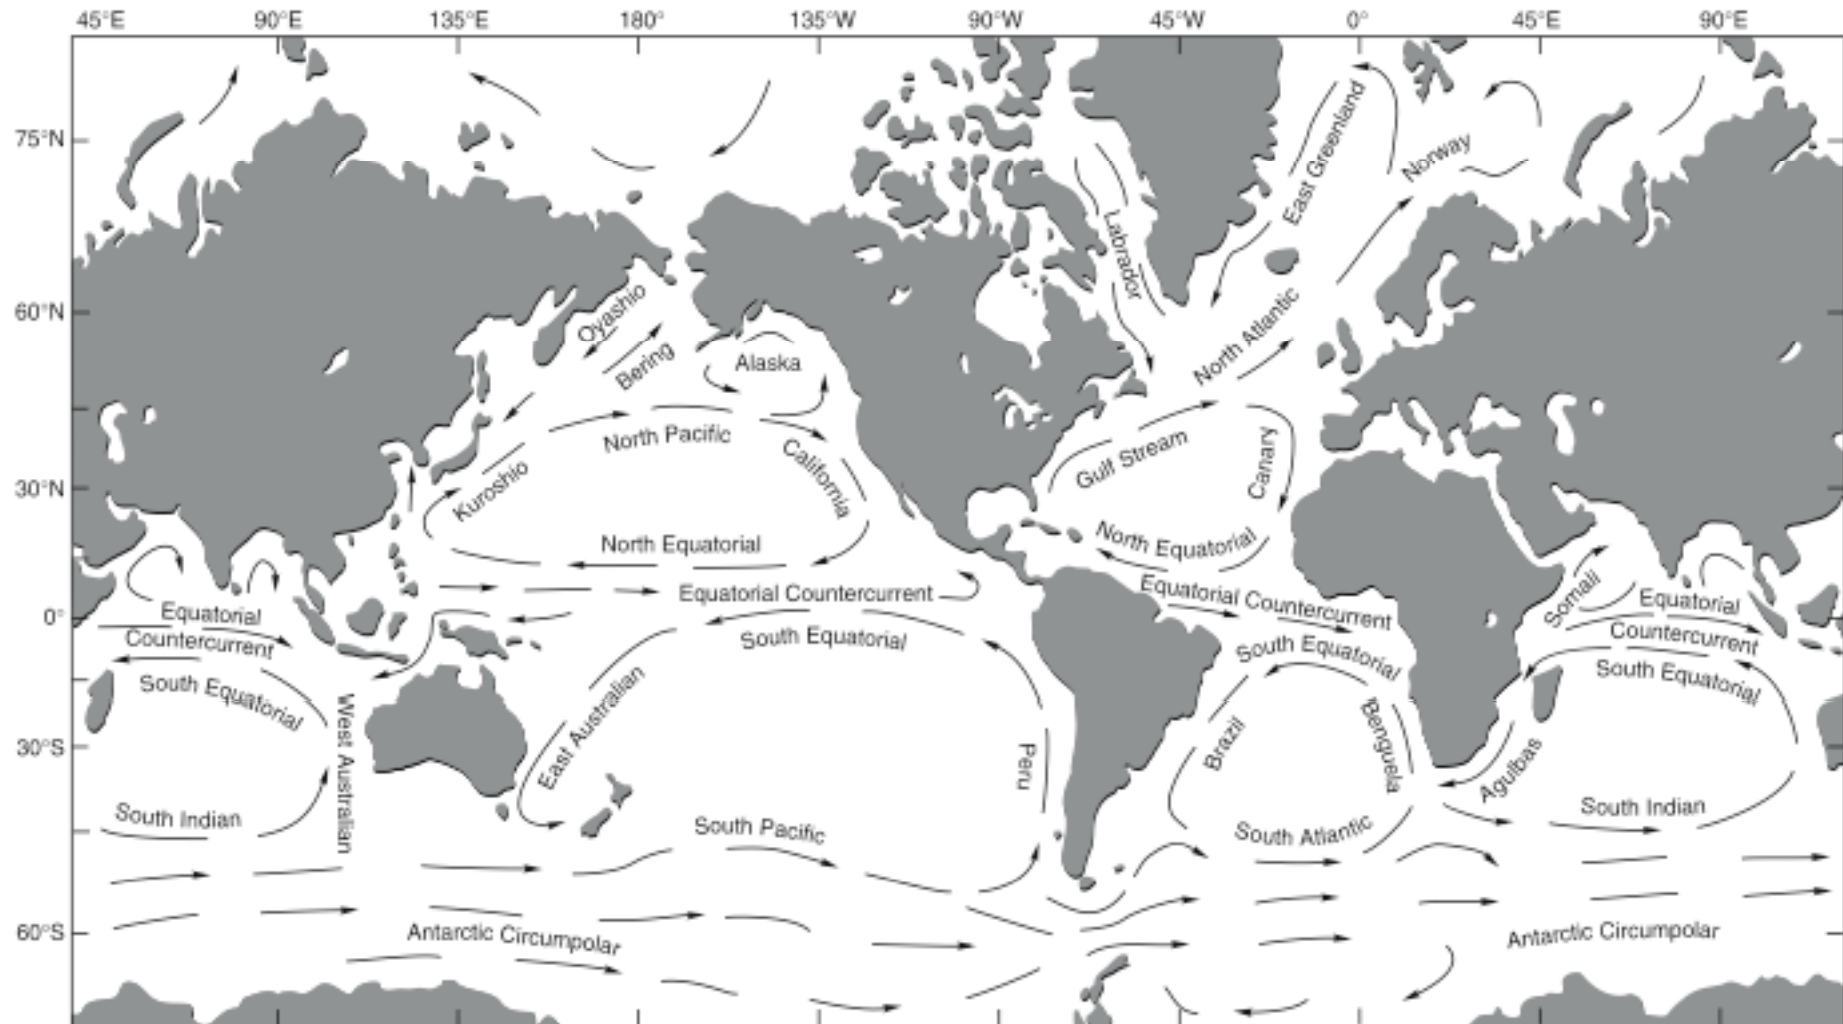 45°E 90°E 135°E 180° 135°W 90°W 45°W 0° 45°E 90°E
75°N
East Greenland
Norway
Labrador
60°N
Oyashio
Bering
Alaska
North Atlantic
North Pacific
California
Kuroshio
Gulf Stream
Canary
30°N
North Equatorial
North Equatorial
Equatorial Countercurrent
Equatorial Countercurrent
Somali
Equatorial
Countercurrent
Equatorial
Countercurrent
0°
South Equatorial
South Equatorial
South Equatorial
South Equatorial
West Australian
East Australian
Peru
Brazil
Benguela
Agulbas
30°S
South Indian
South Pacific
South Atlantic
South Indian
60°S
Antarctic Circumpolar
Antarctic Circumpolar